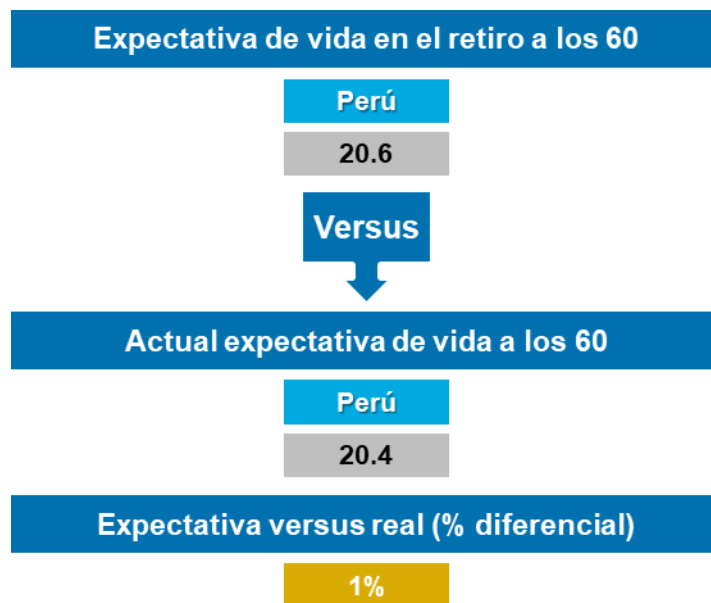 Expectativa de vida en el retiro a los 60
Perú
20.6
Versus
Actual expectativa de vida a los 60
Perú
20.4
Expectativa versus real (% diferencial)
1%